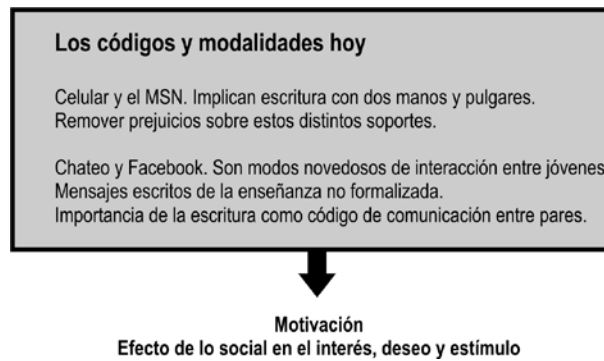 Los códigos y modalidades hoy
Celular y el MSN. Implican escritura con dos manos y pulgares.
Remover prejuicios sobre estos distintos soportes.
Chateo y Facebook. Son modos novedosos de interacción entre jóvenes
Mensajes escritos de la enseñanza no formalizada.
Importancia de la escritura como código de comunicación entre pares.
Motivación
Efecto de lo social en el interés, deseo y estímulo